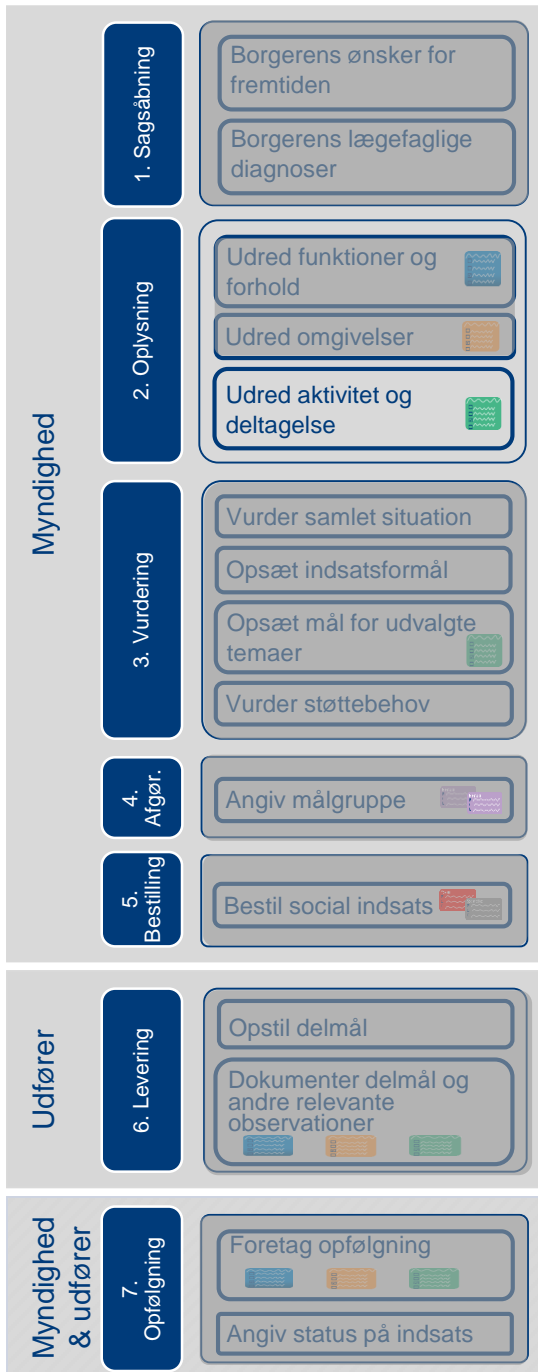 Myndighed
1. Sagsåbning
Borgerens ønsker for
fremtiden
Borgerens lægefaglige
diagnoser
2. Oplysning
Udred funktioner og
forhold
Udred omgivelser
Udred aktivitet og
deltagelse
3. Vurdering
Vurder samlet situation
Opsæt indsatsformål
Opsæt mål for udvalgte
temaer
Vurder støttebehov
4.
Afgør.
Angiv målgruppe
5.
Bestilling
Bestil social indsats
Udfører
6. Levering
Opstil delmål
Dokumenter delmål og
andre relevante
observationer
Myndighed
& udfører
7.
Opfølgning
Foretag opfølgning
Angiv status på indsats